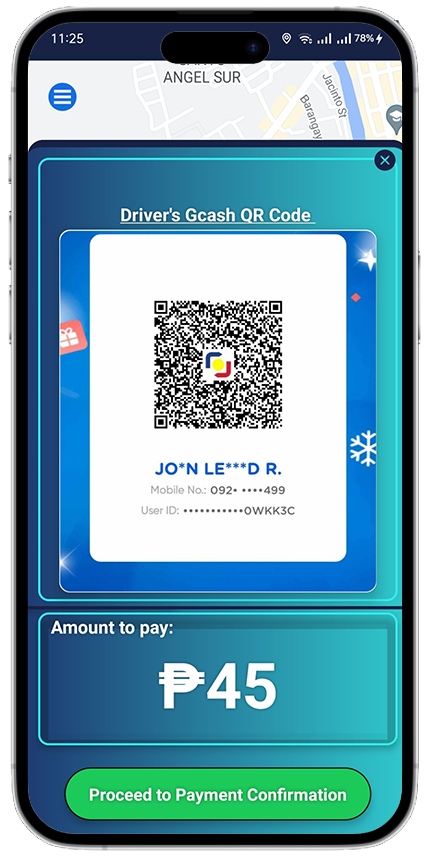 11:25
78%
ANGEL SUR
Jacinto St
Barangay
Driver's Gcash QR Code
JO*N LE***D R.
Mobile No.: 092• ••••499
User ID: •••••••••••0WKK3C
Amount to pay:
₱45
Proceed to Payment Confirmation